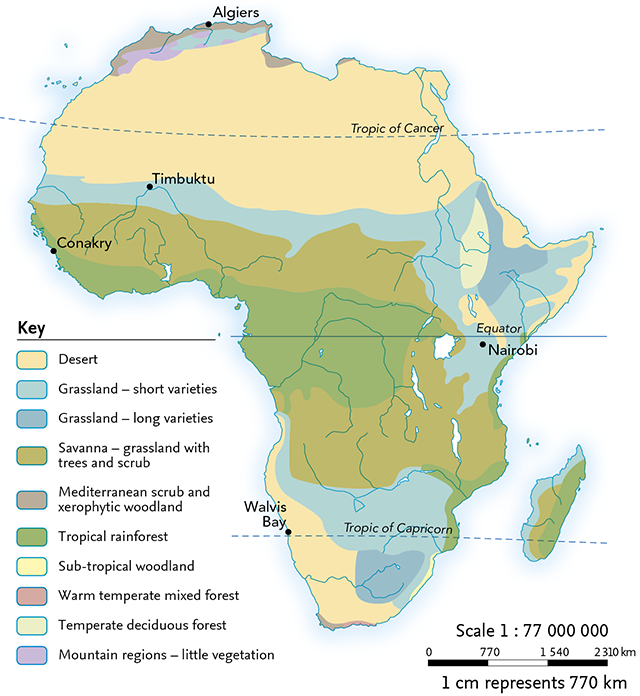 Algiers
Tropic of Cancer
Timbuktu
Conakry
Equator
Nairobi
Key
Desert
Grassland – short varieties
Grassland – long varieties
Savanna – grassland with
trees and scrub
Mediterranean scrub and
xerophytic woodland
Tropical rainforest
Sub-tropical woodland
Warm temperate mixed forest
Temperate deciduous forest
Mountain regions – little vegetation
Walvis
Bay
Tropic of Capricorn
Scale 1 : 77 000 000
0 770 1 540 2 310 km
1 cm represents 770 km